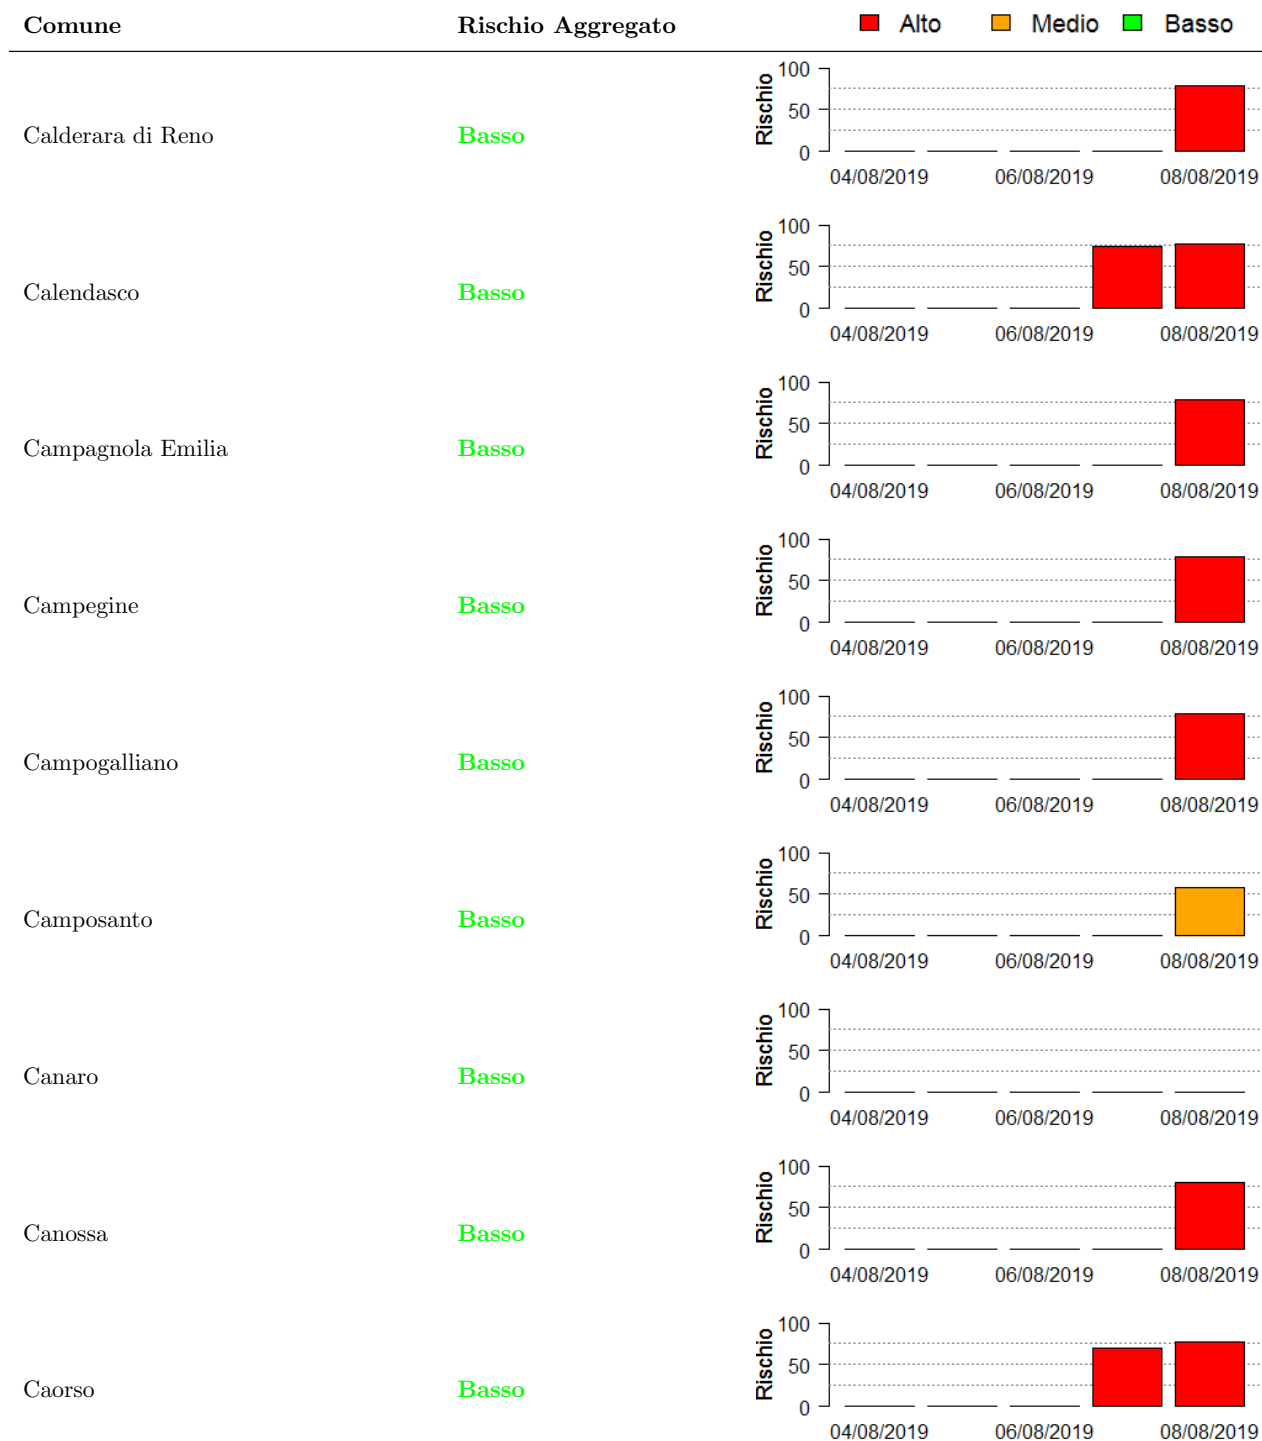 Comune Rischio Aggregato Alto Medio Basso
100
Rischio
50
Calderara di Reno Basso
0
04/08/2019 06/08/2019 08/08/2019
100
Rischio
50
Calendasco Basso
0
04/08/2019 06/08/2019 08/08/2019
100
Rischio
50
Campagnola Emilia Basso
0
04/08/2019 06/08/2019 08/08/2019
100
Rischio
50
Campegine Basso
0
04/08/2019 06/08/2019 08/08/2019
100
Rischio
50
Campogalliano Basso
0
04/08/2019 06/08/2019 08/08/2019
100
Rischio
50
Camposanto Basso
0
04/08/2019 06/08/2019 08/08/2019
100
Rischio
50
Canaro Basso
0
04/08/2019 06/08/2019 08/08/2019
100
Rischio
50
Canossa Basso
0
04/08/2019 06/08/2019 08/08/2019
100
Rischio
50
Caorso Basso
0
04/08/2019 06/08/2019 08/08/2019